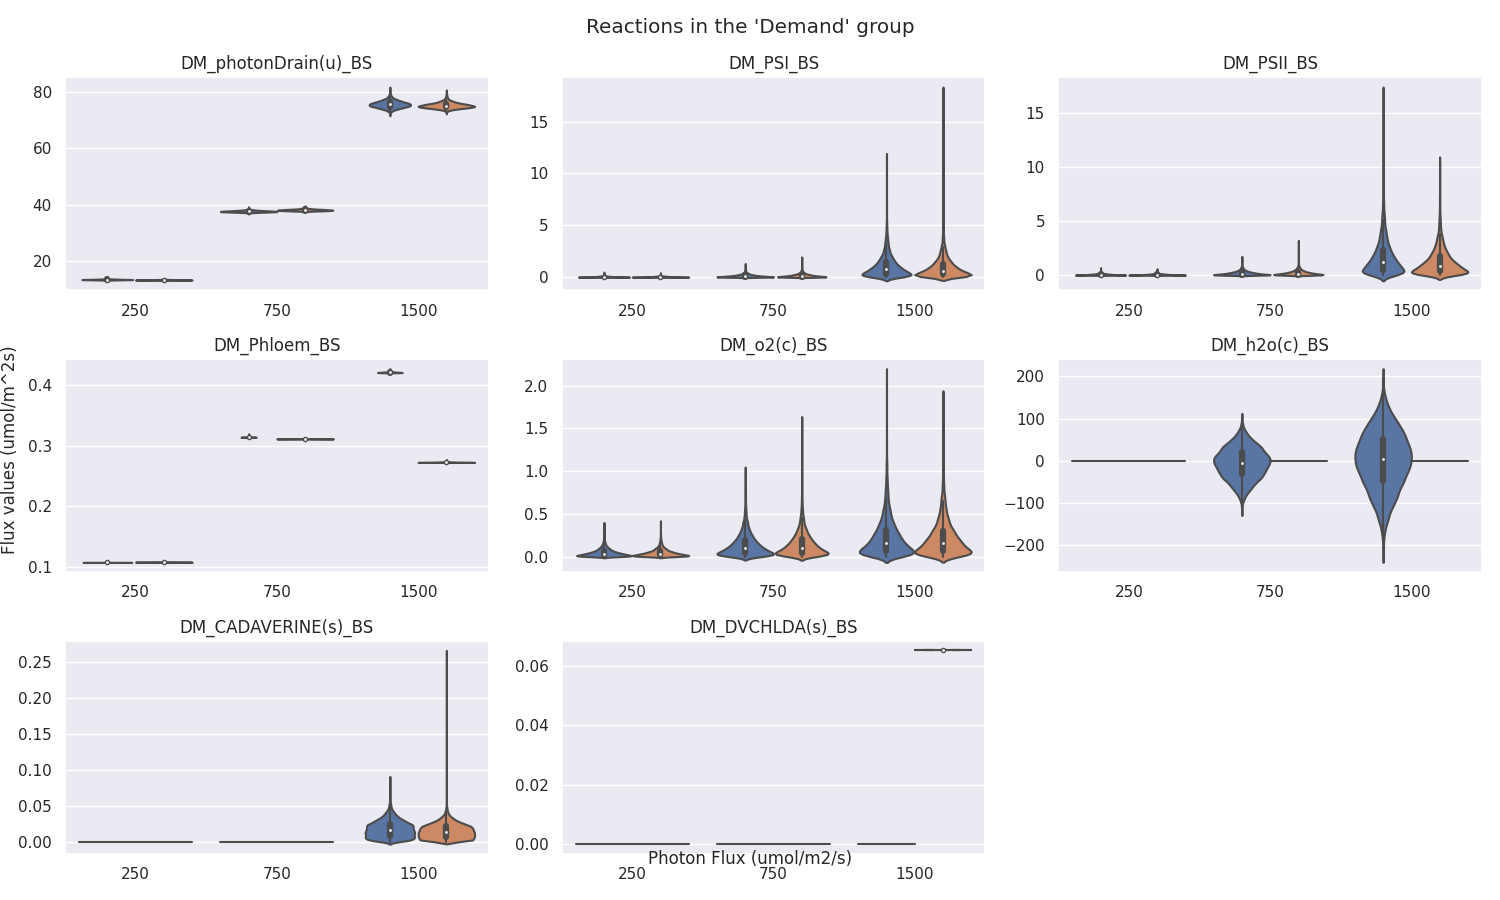 Reactions in the 'Demand' group
DM_photonDrain(u)_BS
80
60
40
20
250 750 1500
DM_PSI_BS
15
10
5
0
250 750 1500
DM_PSII_BS
15
10
5
0
250 750 1500
Flux values (umol/m^2s)
DM_Phloem_BS
0.4
0.3
0.2
0.1
250 750 1500
DM_o2(c)_BS
2.0
1.5
1.0
0.5
0.0
250 750 1500
DM_h2o(c)_BS
200
100
0
−100
−200
250 750 1500
DM_CADAVERINE(s)_BS
0.25
0.20
0.15
0.10
0.05
0.00
250 750 1500
DM_DVCHLDA(s)_BS
0.06
0.04
0.02
0.00
250 750 1500
Photon Flux (umol/m2/s)